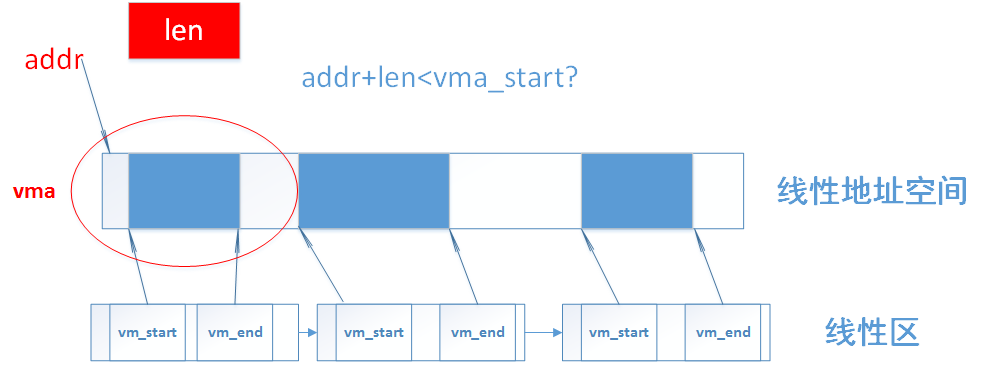 len
addr
addr+len<vma_start?
vma
线性地址空间
vm_start
vm_end
vm_start
vm_end
vm_start
vm_end
线性区